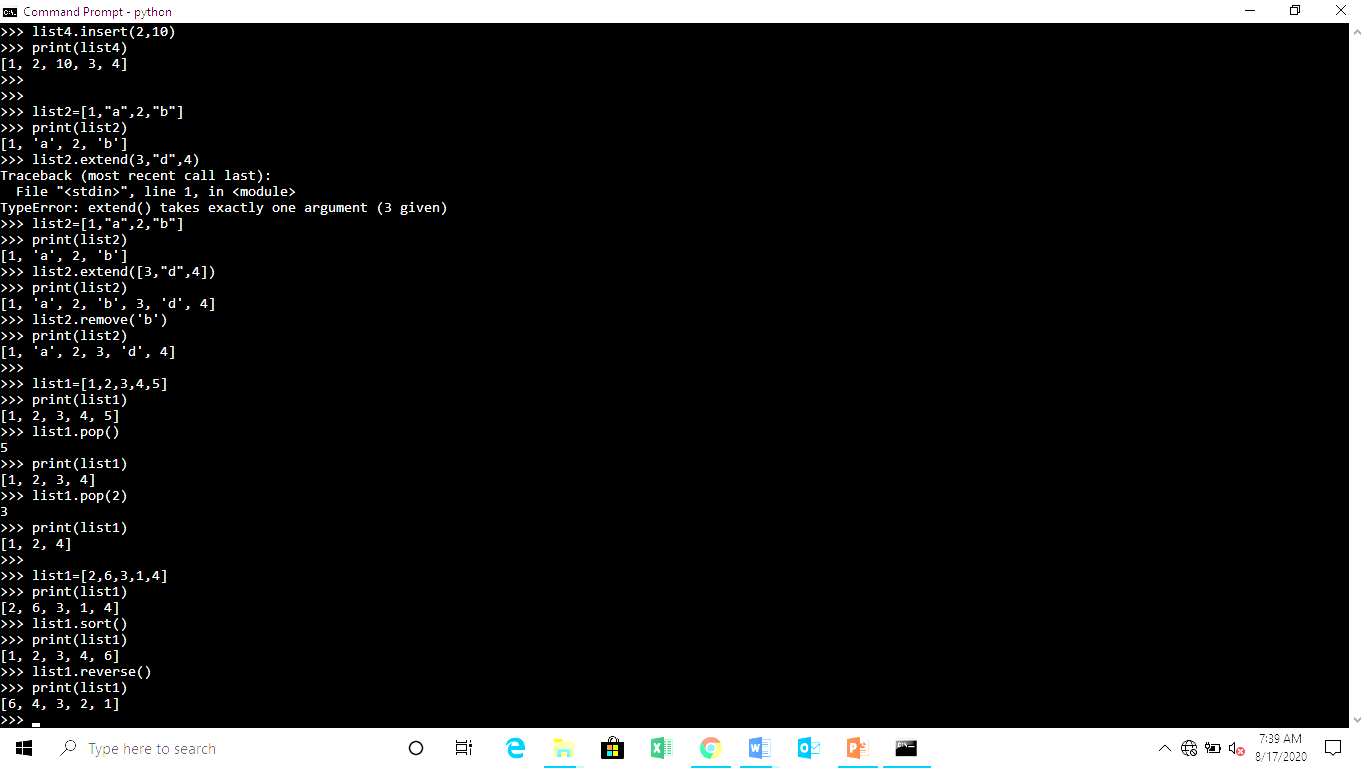 Command Prompt - python
>>> list4.insert(2,10)
>>> print(list4)
[1, 2, 10, 3, 4]
>>>
>>>
>>> list2=[1,"a",2,"b"]
>>> print(list2)
[1, 'a', 2, 'b']
>>> list2.extend(3,"d",4)
Traceback (most recent call last):
  File "<stdin>", line 1, in <module>
TypeError: extend() takes exactly one argument (3 given)
>>> list2=[1,"a",2,"b"]
>>> print(list2)
[1, 'a', 2, 'b']
>>> list2.extend([3,"d",4])
>>> print(list2)
[1, 'a', 2, 'b', 3, 'd', 4]
>>> list2.remove('b')
>>> print(list2)
[1, 'a', 2, 3, 'd', 4]
>>>
>>> list1=[1,2,3,4,5]
>>> print(list1)
[1, 2, 3, 4, 5]
>>> list1.pop()
5
>>> print(list1)
[1, 2, 3, 4]
>>> list1.pop(2)
3
>>> print(list1)
[1, 2, 4]
>>>
>>> list1=[2,6,3,1,4]
>>> print(list1)
[2, 6, 3, 1, 4]
>>> list1.sort()
>>> print(list1)
[1, 2, 3, 4, 6]
>>> list1.reverse()
>>> print(list1)
[6, 4, 3, 2, 1]
>>>
Type here to search
7:39 AM
8/17/2020